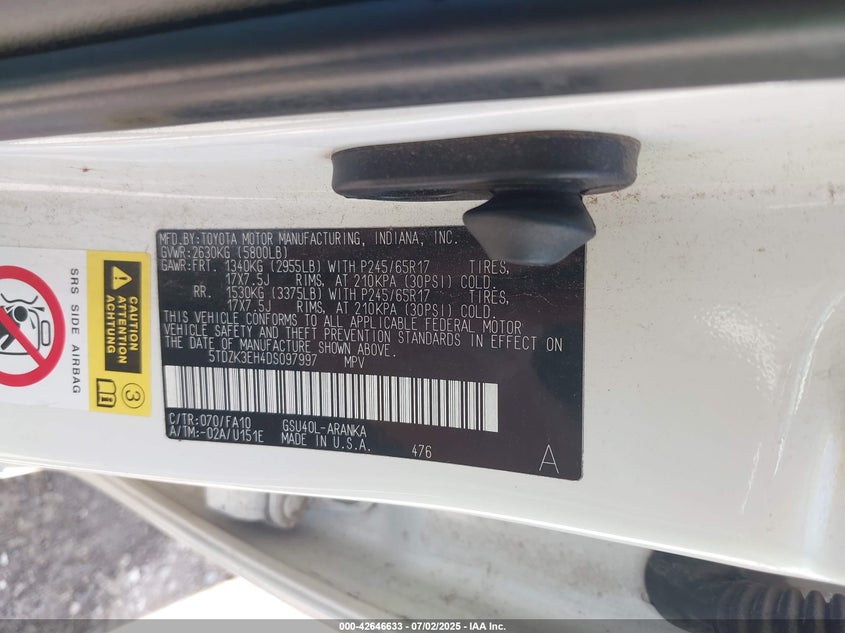 MFD.BY:TOYOTA MOTOR MANUFACTURING, INDIANA, INC.
GVWR:2630KG (5800LB)
GAWR:FRT. 1340KG (2955LB) WITH P245/65R17 TIRES,
17X7.5J RIMS, AT 210KPA (30PSI) COLD.
RR. 1530KG (3375LB) WITH P245/65R17 TIRES,
17X7.5J RIMS, AT 210KPA (30PSI) COLD.
THIS VEHICLE CONFORMS TO ALL APPLICABLE FEDERAL MOTOR
VEHICLE SAFETY AND THEFT PREVENTION STANDARDS IN EFFECT ON
THE DATE OF MANUFACTURE SHOWN ABOVE.
5TDZK3EH4DS097997 MPV
C/TR:070/FA10 GSU40L-ARANKA
A/TM:-02A/U151E MADE IN U.S.A.
476
A
SRS SIDE AIRBAG
CAUTION
ATTENTION
ACHTUNG
3
000-42646633 - 07/02/2025 - IAA Inc.